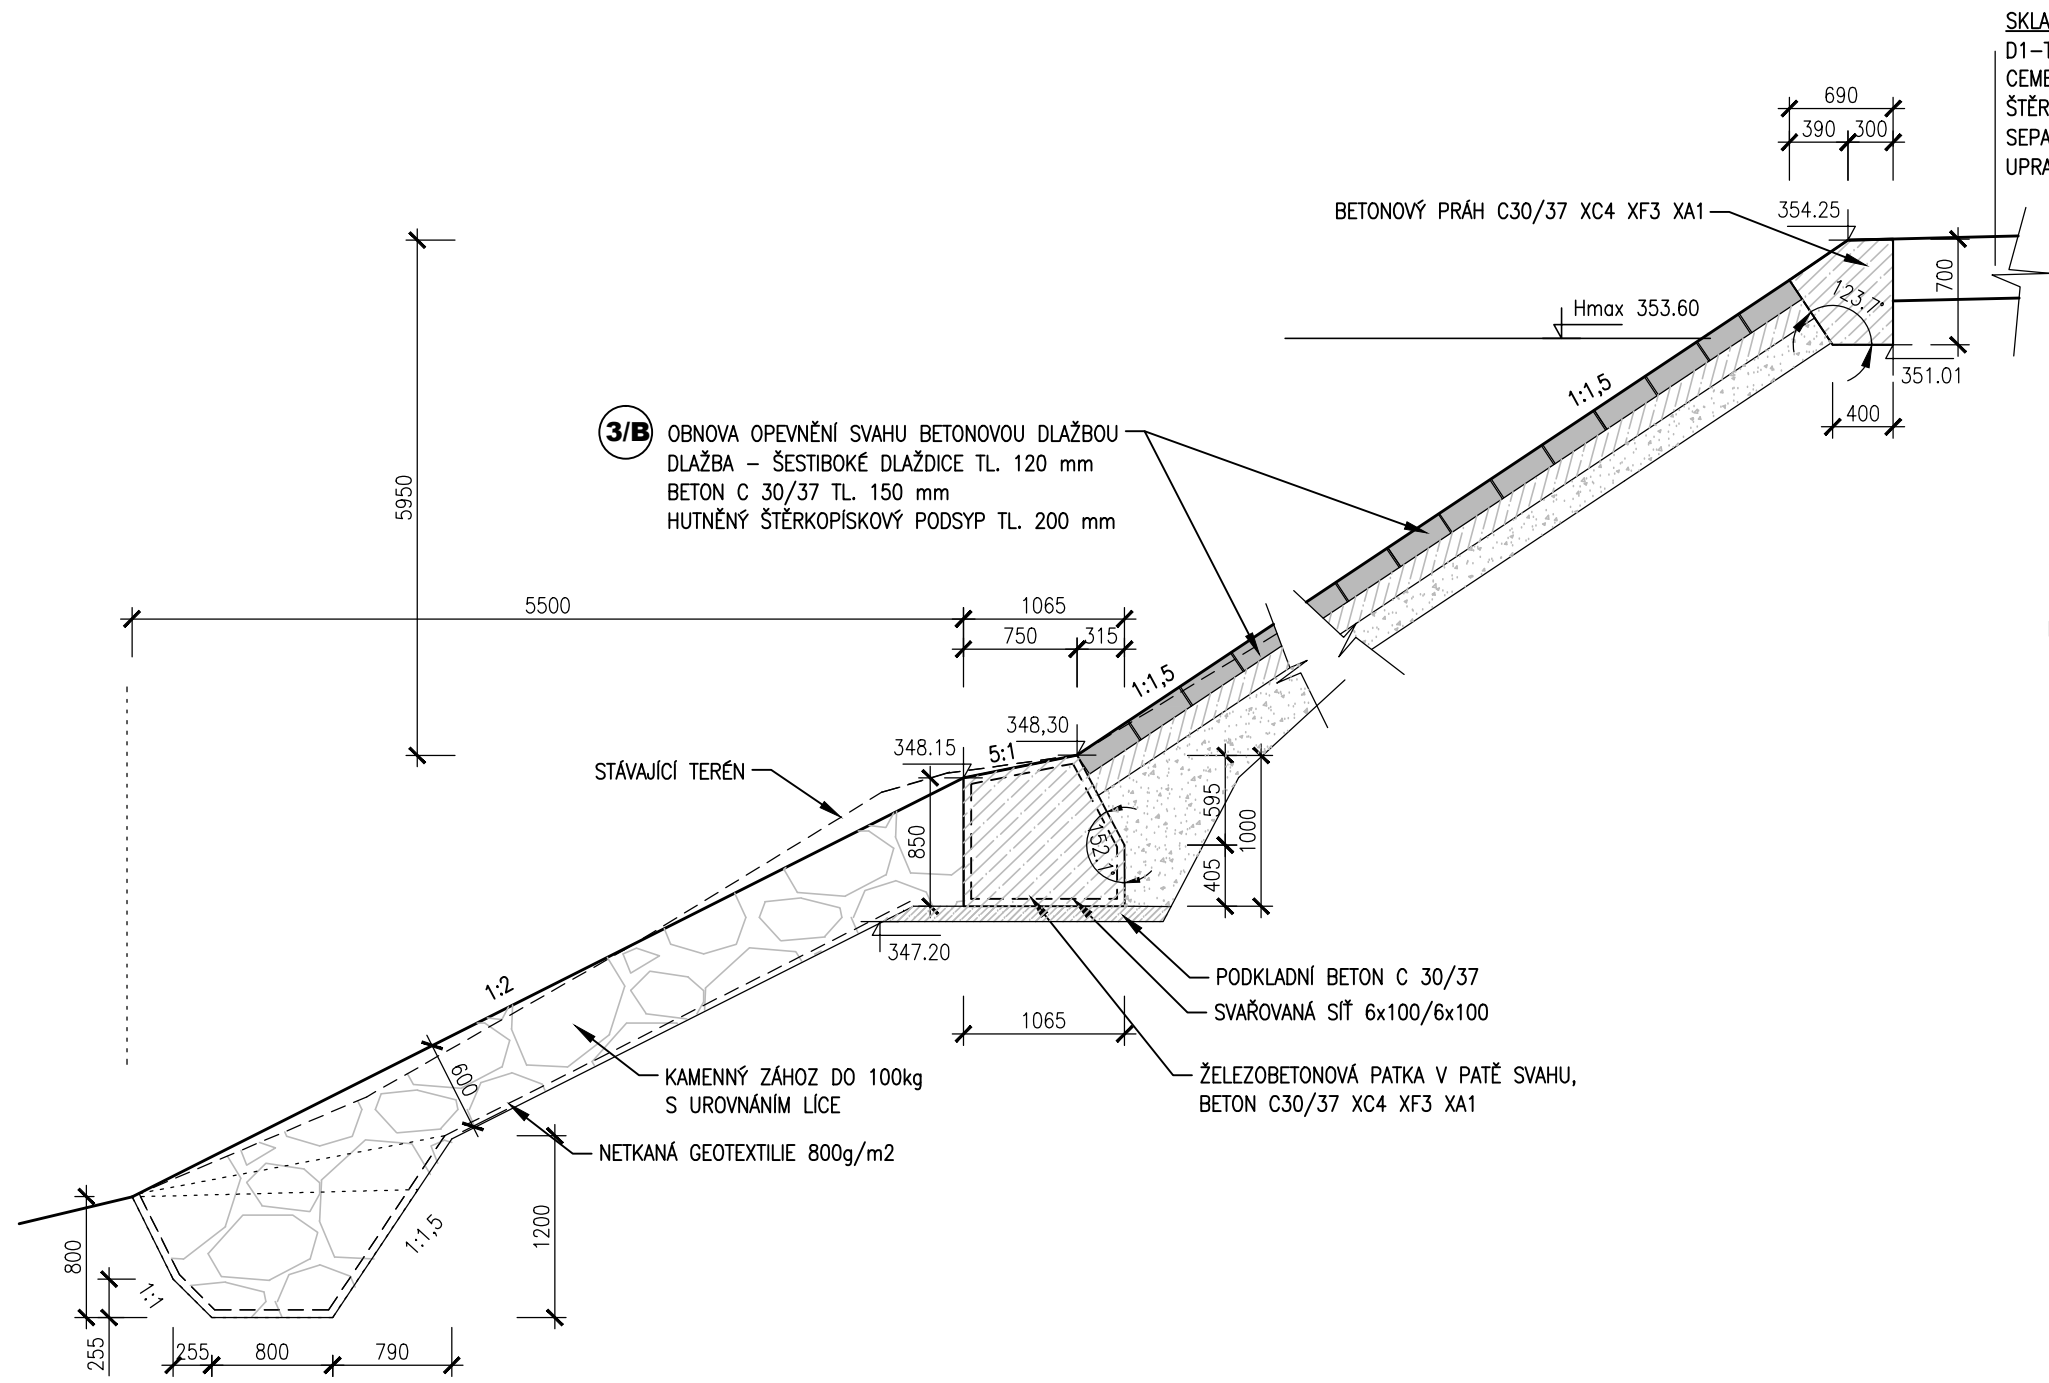 SKLA
D1-T
CEME
ŠTĚR
SEPA
UPRA
690
390
300
BETONOVÝ PRÁH C30/37 XC4 XF3 XA1
354.25
700
123.7°
Hmax 353.60
351.01
400
1:1,5
3/B
OBNOVA OPEVNĚNÍ SVAHU BETONOVOU DLAŽBOU
DLAŽBA – ŠESTIBOKÉ DLAŽDICE TL. 120 mm
BETON C 30/37 TL. 150 mm
HUTNĚNÝ ŠTĚRKOPÍSKOVÝ PODSYP TL. 200 mm
5950
5500
1065
750
315
1:1,5
348,30
348.15
5:1
STÁVAJÍCÍ TERÉN
850
152.1°
595
405
1000
347.20
PODKLADNÍ BETON C 30/37
SVAŘOVANÁ SÍŤ 6x100/6x100
1065
ŽELEZOBETONOVÁ PATKA V PATĚ SVAHU,
BETON C30/37 XC4 XF3 XA1
1:2
600
KAMENNÝ ZÁHOZ DO 100kg
S UROVNÁNÍM LÍCE
NETKANÁ GEOTEXTILIE 800g/m2
1200
1:1,5
800
1:1
255
255
800
790